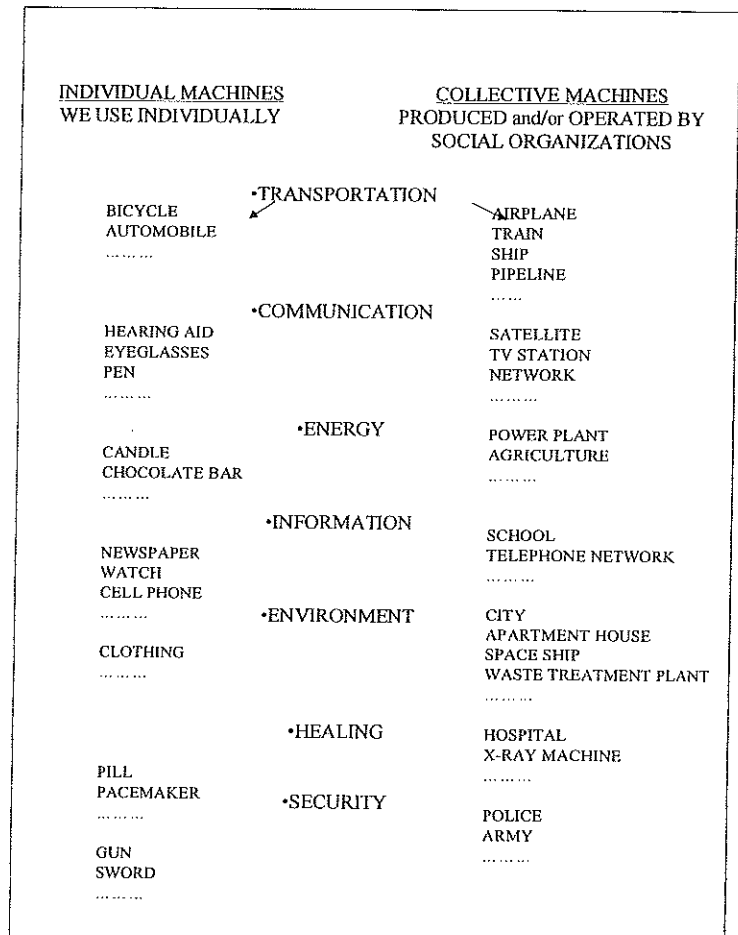 INDIVIDUAL MACHINES
WE USE INDIVIDUALLY
COLLECTIVE MACHINES
PRODUCED and/or OPERATED BY
SOCIAL ORGANIZATIONS
•TRANSPORTATION
BICYCLE
AUTOMOBILE
………
AIRPLANE
TRAIN
SHIP
PIPELINE
……
•COMMUNICATION
HEARING AID
EYEGLASSES
PEN
………
SATELLITE
TV STATION
NETWORK
………
•ENERGY
CANDLE
CHOCOLATE BAR
………
POWER PLANT
AGRICULTURE
………
•INFORMATION
NEWSPAPER
WATCH
CELL PHONE
………
SCHOOL
TELEPHONE NETWORK
………
•ENVIRONMENT
CLOTHING
………
CITY
APARTMENT HOUSE
SPACE SHIP
WASTE TREATMENT PLANT
………
•HEALING
PILL
PACEMAKER
………
HOSPITAL
X-RAY MACHINE
………
•SECURITY
GUN
SWORD
………
POLICE
ARMY
………